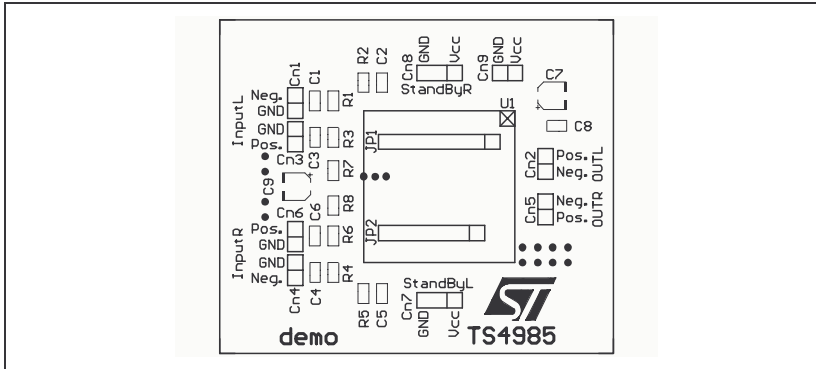 R2
C2
Cn8
GND
Vcc
StandByR
Cn9
GND
Vcc
C7
C8
U1
Cn1
C1
R1
InputL
Neg.
GND
GND
Pos.
Cn3
C3
R3
R7
JP1
C9
Cn2
Pos.
Neg.
OUTL
Cn5
Neg.
Pos.
OUTR
Cn6
C6
R8
R6
JP2
InputR
Pos.
GND
GND
Neg.
Cn4
C4
R4
R5
C5
StandByL
Cn7
GND
Vcc
ST
demo
TS4985